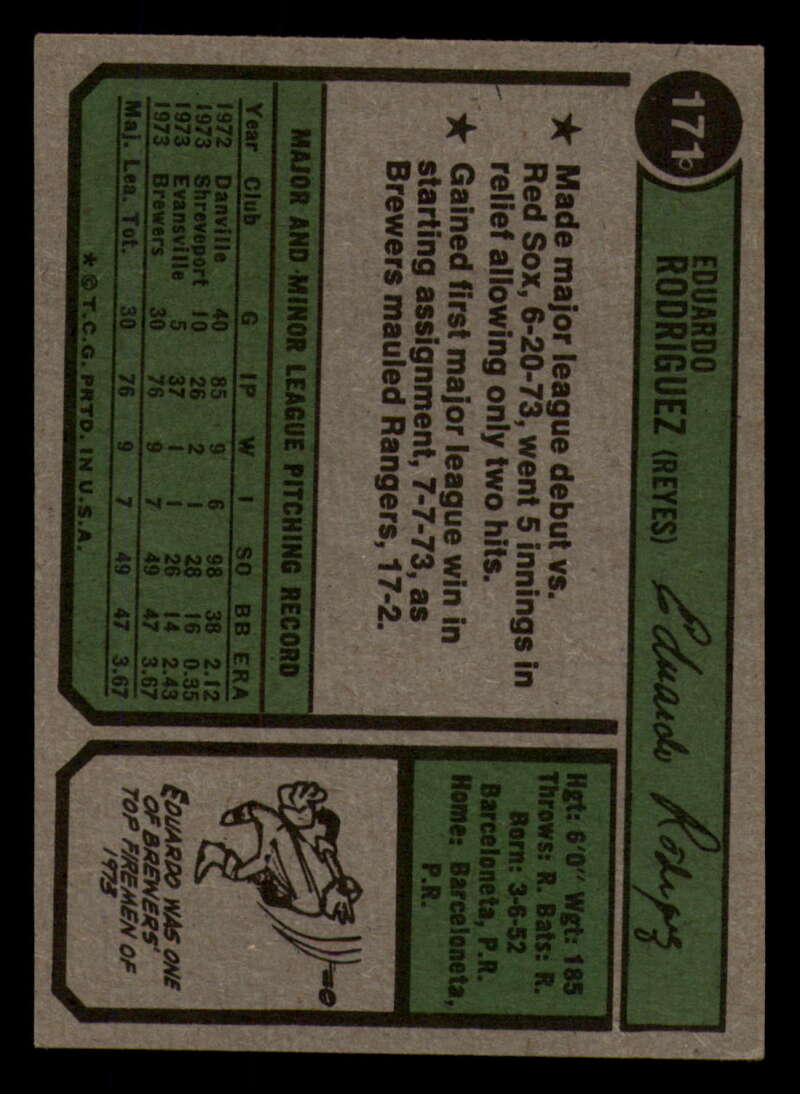 171
EDUARDO
RODRIGUEZ (REYES)
Eduardo Rodriguez
★ Made major league debut vs.
Red Sox, 6-20-73, went 5 innings in
relief allowing only two hits.
★ Gained first major league win in
starting assignment, 7-7-73, as
Brewers mauled Rangers, 17-2.
MAJOR AND MINOR LEAGUE PITCHING RECORD
Year Club G IP W l SO BB ERA
1972 Danville 40 85 9 6 98 38 2.12
1973 Shreveport 10 26 2 1 28 16 0.35
1973 Evansville 5 37 1 1 26 14 2.43
1973 Brewers 30 76 9 7 49 47 3.67
Maj. Lea. Tot. 30 76 9 7 49 47 3.67
*©T.C.G. PRTD. IN U.S.A.
Hgt: 6'0" Wgt: 185
Throws: R. Bats: R.
Born: 3-6-52
Barceloneta, P.R.
Home: Barceloneta,
P.R.
EDUARDO WAS ONE
OF BREWERS'
TOP FIREMEN OF
1973